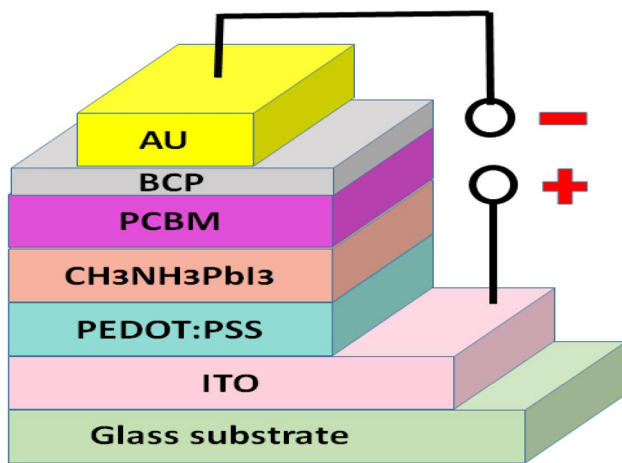 AU
BCP
PCBM
CH3NH3PbI3
PEDOT:PSS
ITO
Glass substrate